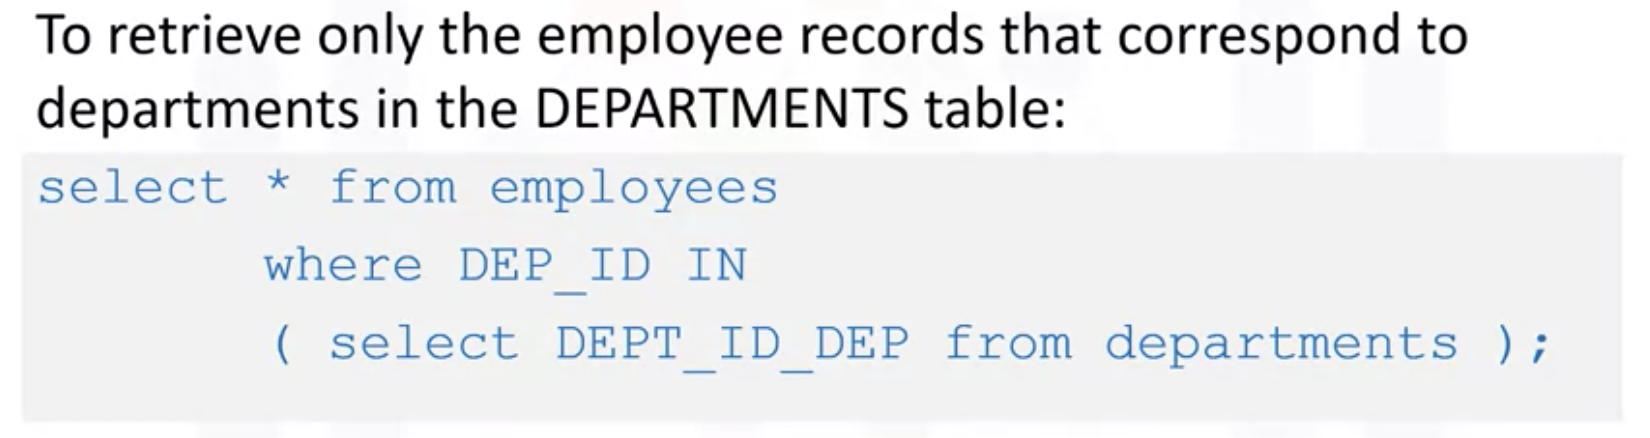 To retrieve only the employee records that correspond to
departments in the DEPARTMENTS table:
select * from employees
where DEP_ID IN
( select DEPT_ID_DEP from departments );